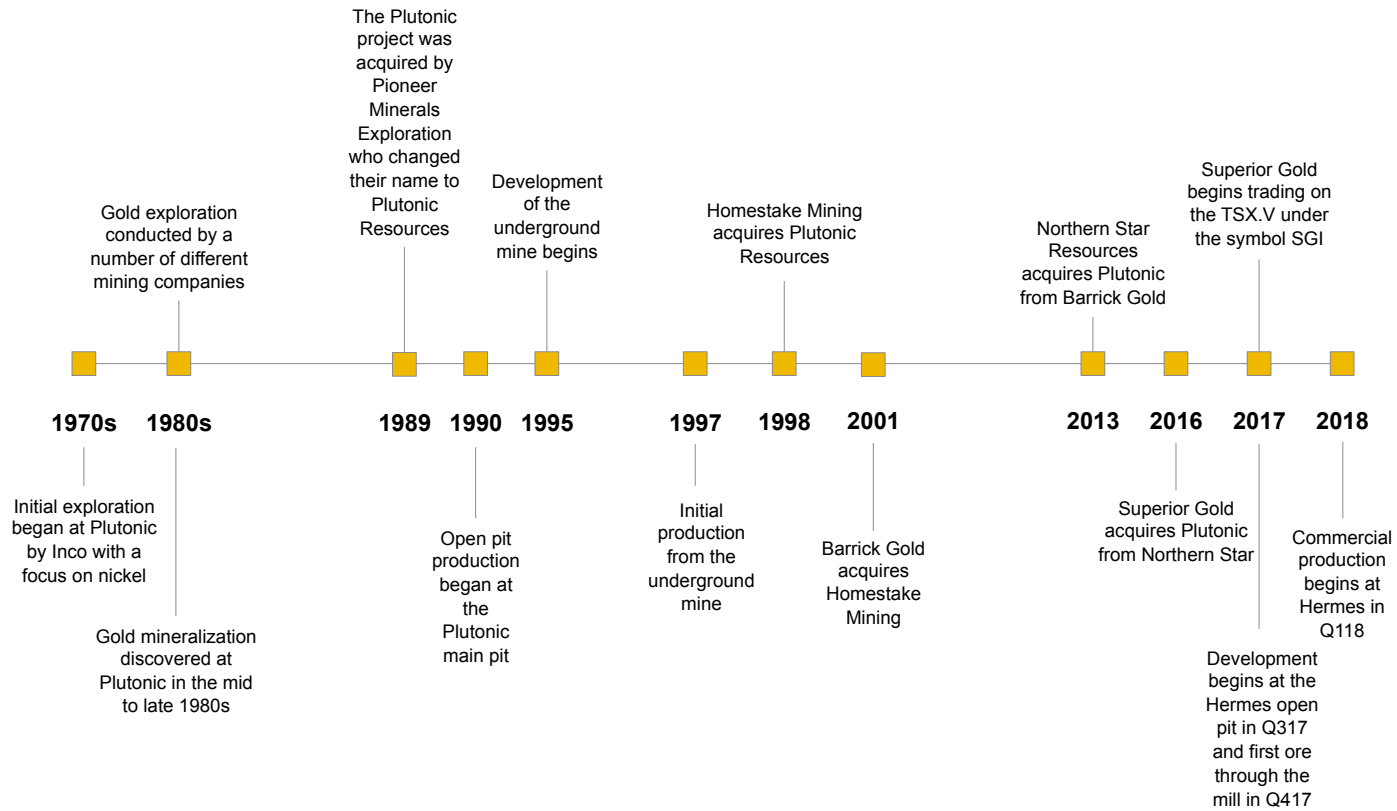 The Plutonic
project was
acquired by
Pioneer
Minerals
Exploration
who changed
their name to
Plutonic
Resources
Gold exploration
conducted by a
number of different
mining companies
Development
of the
underground
mine begins
Homestake Mining
acquires Plutonic
Resources
Northern Star
Resources
acquires Plutonic
from Barrick Gold
Superior Gold
begins trading on
the TSX.V under
the symbol SGI
1970s 1980s 1989 1990 1995 1997 1998 2001 2013 2016 2017 2018
Initial exploration
began at Plutonic
by Inco with a
focus on nickel
Gold mineralization
discovered at
Plutonic in the mid
to late 1980s
Open pit
production
began at
the
Plutonic
main pit
Initial
production
from the
underground
mine
Barrick Gold
acquires
Homestake
Mining
Superior Gold
acquires Plutonic
from Northern Star
Development
begins at the
Hermes open
pit in Q317
and first ore
through the
mill in Q417
Commercial
production
begins at
Hermes in
Q118